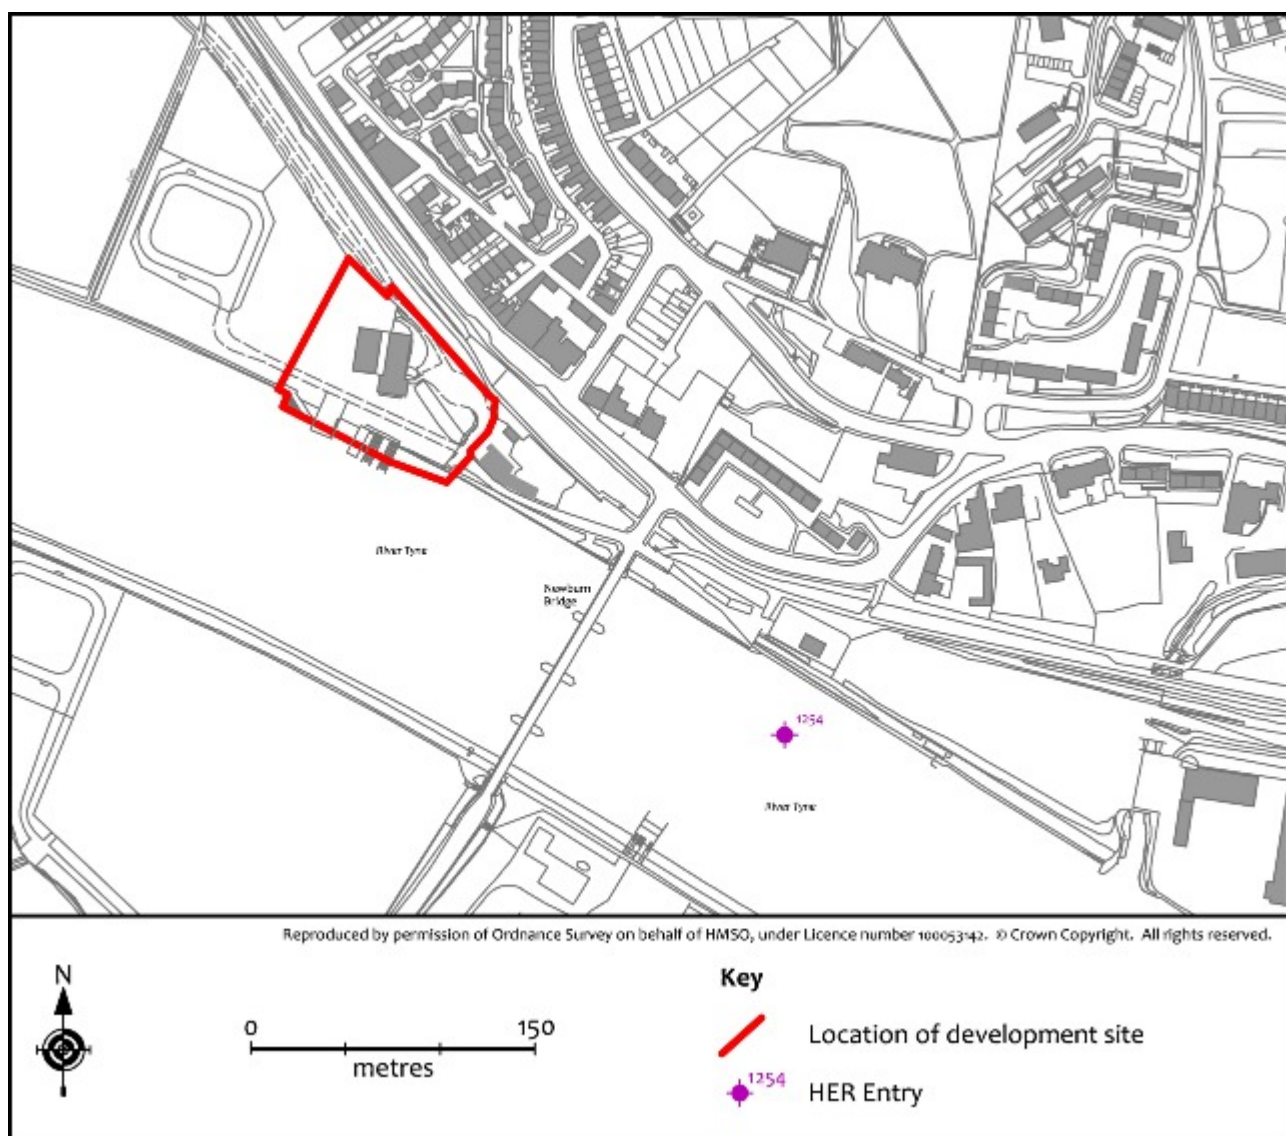 River Tyne
Newburn
Bridge
1254
River Tyne
Reproduced by permission of Ordnance Survey on behalf of HMSO, under Licence number 100053142. © Crown Copyright. All rights reserved.
N
0 150
metres
Key
Location of development site
1254
HER Entry